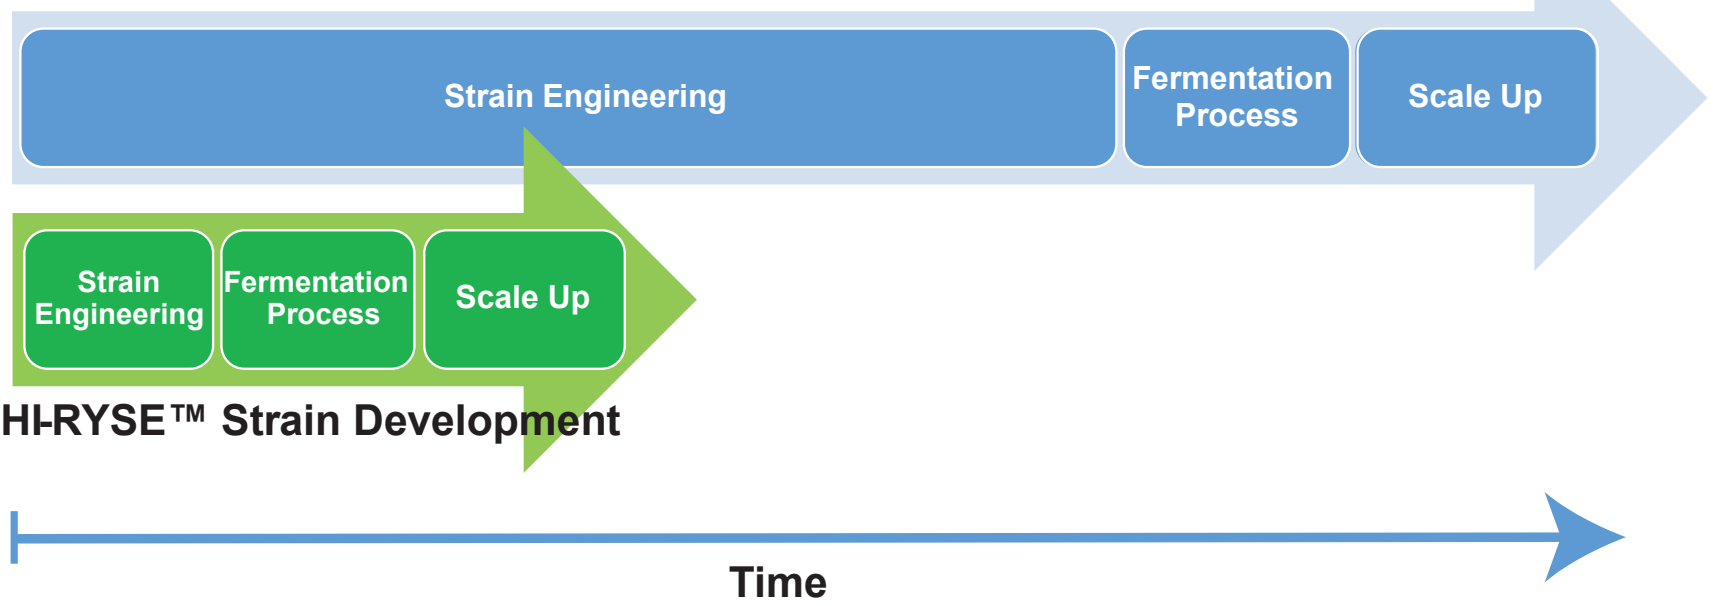 Strain Engineering
Fermentation
Process
Scale Up
Strain
Engineering
Fermentation
Process
Scale Up
HI-RYSE™ Strain Development
Time